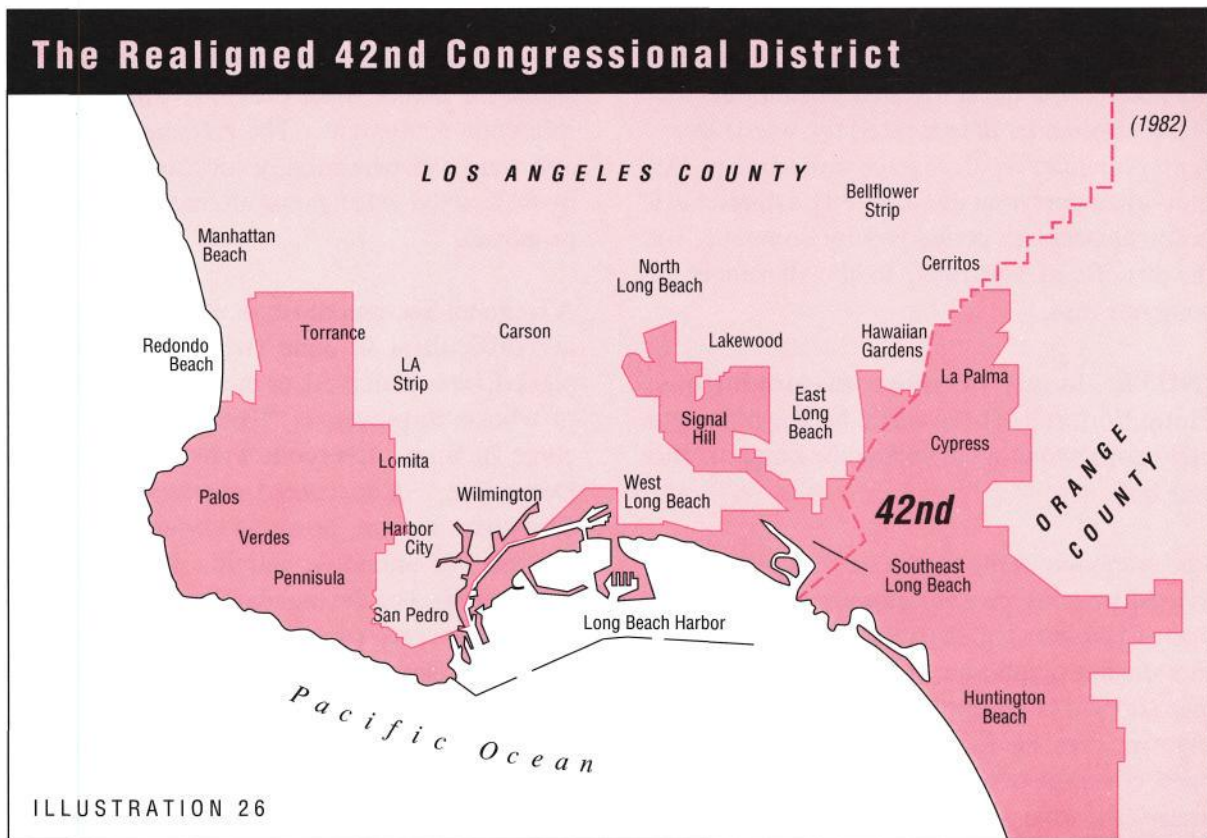 The Realigned 42nd Congressional District
(1982)
LOS ANGELES COUNTY
Bellflower
Strip
Manhattan
Beach
Cerritos
North
Long Beach
Torrance
Carson
Lakewood
Hawaiian
Gardens
Redondo
Beach
LA
Strip
La Palma
East
Long
Beach
Signal
Hill
Cypress
ORANGE
COUNTY
Lomita
Palos
Verdes
Pennisula
Wilmington
West
Long Beach
42nd
Harbor
City
Southeast
Long Beach
San Pedro
Long Beach Harbor
Huntington
Beach
Pacific Ocean
ILLUSTRATION 26